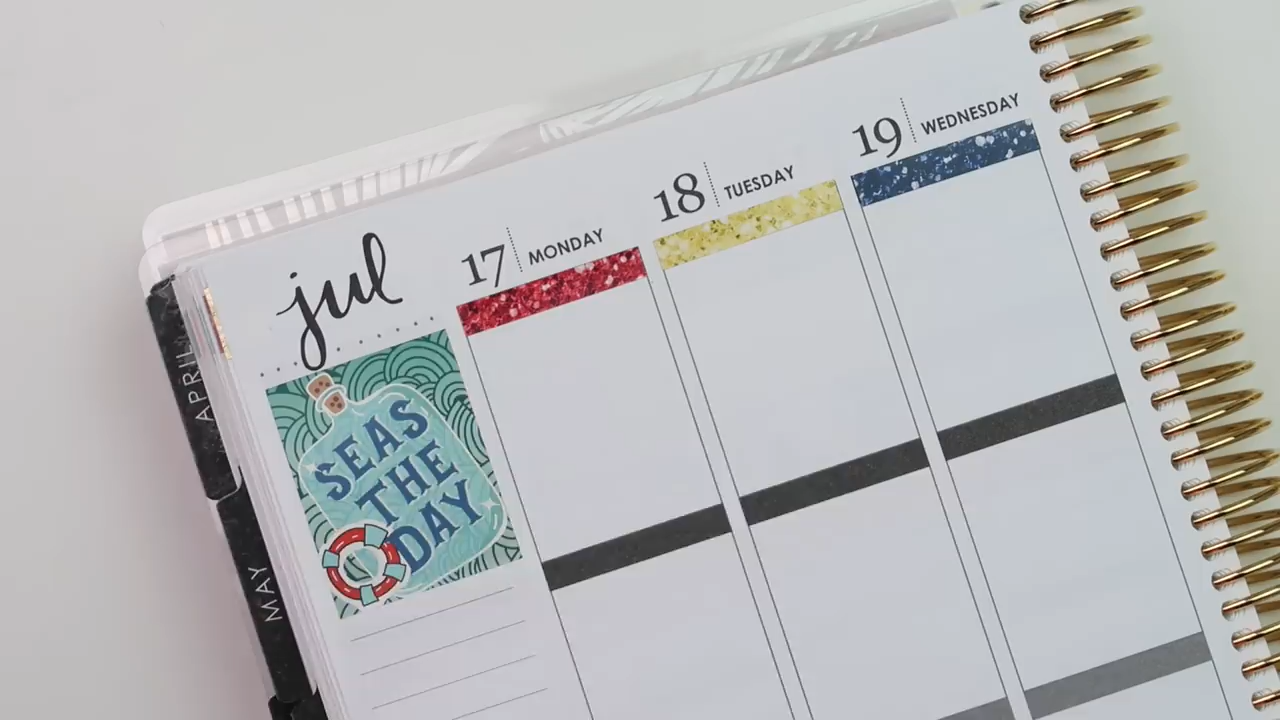 jul
17 MONDAY
18 TUESDAY
19 WEDNESDAY
SEAS
THE
DAY
APRIL
MAY